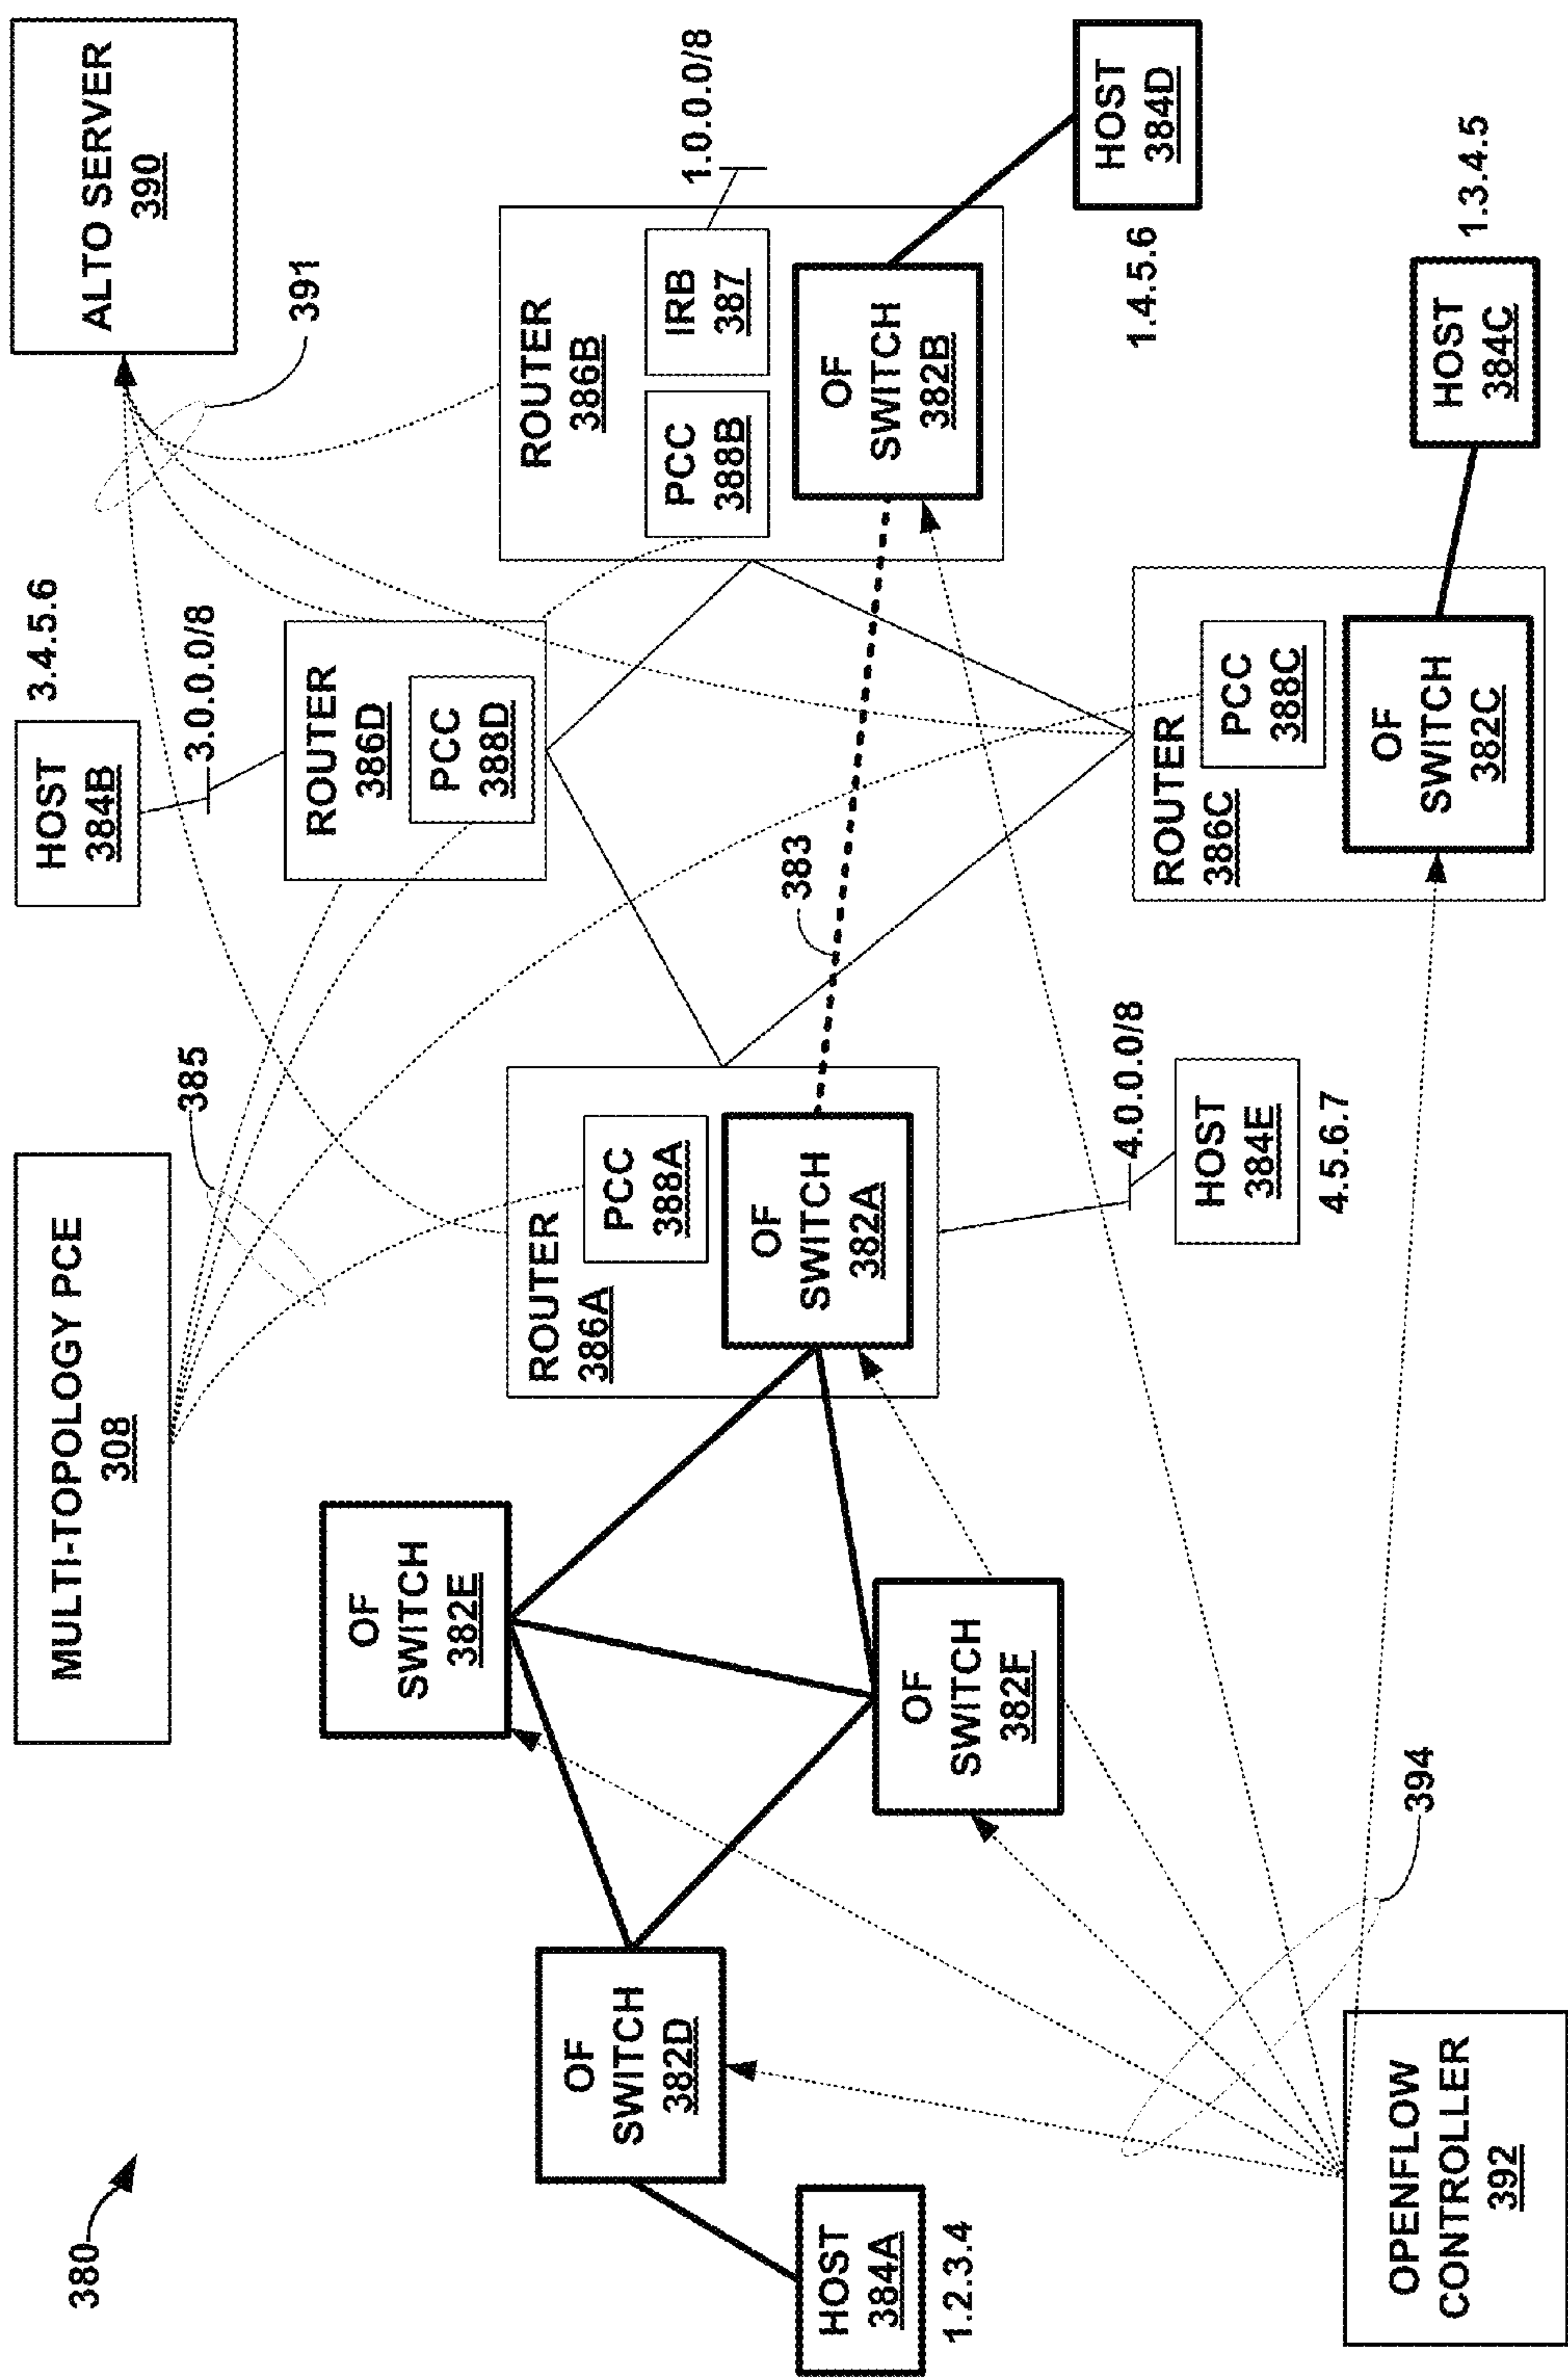 380
MULTI-TOPOLOGY PCE
308
385
HOST
384B
3.4.5.6
3.0.0.0/8
ALTO SERVER
390
391
OF
SWITCH
382E
ROUTER
386D
PCC
388D
OF
SWITCH
382D
ROUTER
386A
PCC
388A
OF
SWITCH
382A
383
ROUTER
386B
PCC
388B
IRB
387
1.0.0.0/8
OF
SWITCH
382B
HOST
384A
1.2.3.4
OF
SWITCH
382F
4.0.0.0/8
HOST
384E
4.5.6.7
HOST
384D
1.4.5.6
ROUTER
386C
PCC
388C
OF
SWITCH
382C
HOST
384C
1.3.4.5
394
OPENFLOW
CONTROLLER
392